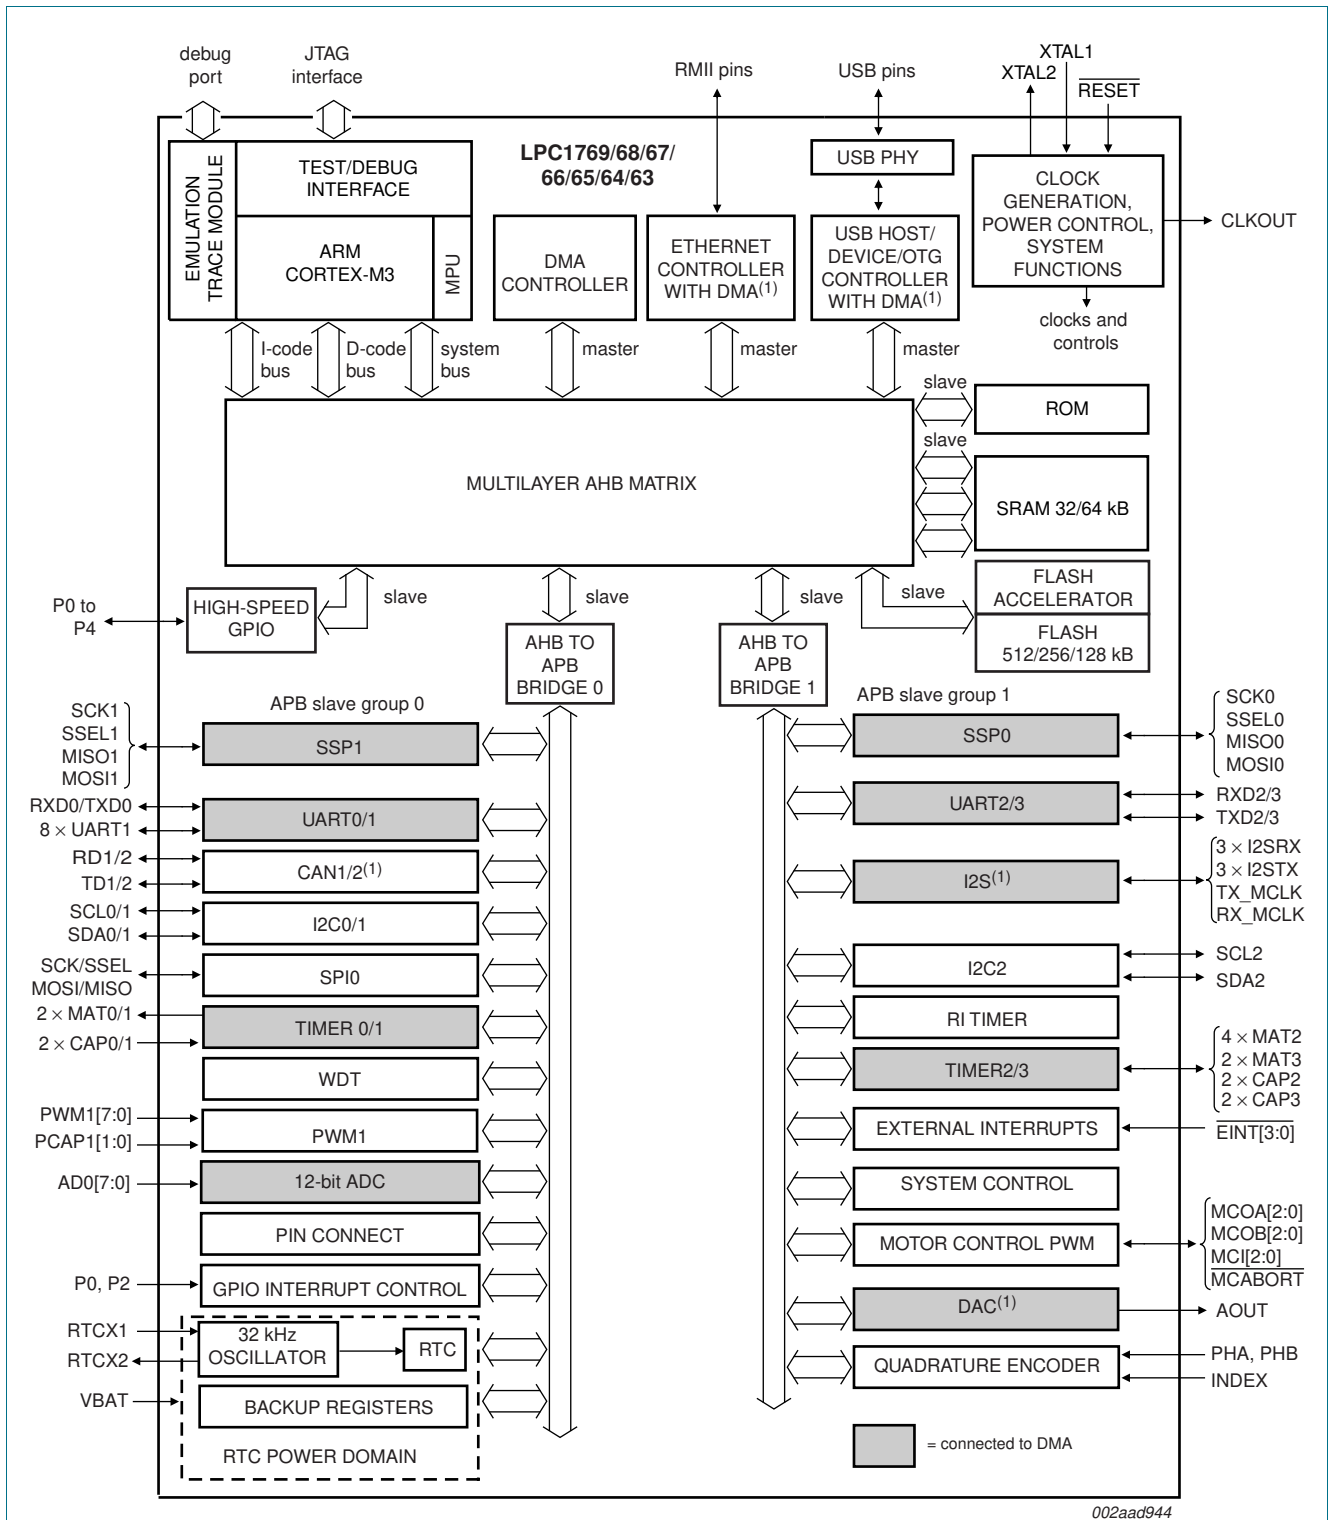 debug
port
JTAG
interface
RMII pins
USB pins
XTAL1
XTAL2
RESET
EMULATION
TRACE MODULE
TEST/DEBUG
INTERFACE
ARM
CORTEX-M3
MPU
LPC1769/68/67/
66/65/64/63
DMA
CONTROLLER
ETHERNET
CONTROLLER
WITH DMA(1)
USB PHY
USB HOST/
DEVICE/OTG
CONTROLLER
WITH DMA(1)
CLOCK
GENERATION,
POWER CONTROL,
SYSTEM
FUNCTIONS
CLKOUT
clocks and
controls
I-code
bus
D-code
bus
system
bus
master
master
master
slave
ROM
slave
MULTILAYER AHB MATRIX
SRAM 32/64 kB
P0 to
P4
HIGH-SPEED
GPIO
slave
slave
slave
slave
FLASH
ACCELERATOR
FLASH
512/256/128 kB
AHB TO
APB
BRIDGE 0
AHB TO
APB
BRIDGE 1
APB slave group 0
SCK1
SSEL1
MISO1
MOSI1
SSP1
RXD0/TXD0
8 × UART1
UART0/1
RD1/2
TD1/2
CAN1/2(1)
SCL0/1
SDA0/1
I2C0/1
SCK/SSEL
MOSI/MISO
SPI0
2 × MAT0/1
2 × CAP0/1
TIMER 0/1
WDT
PWM1[7:0]
PCAP1[1:0]
PWM1
AD0[7:0]
12-bit ADC
PIN CONNECT
P0, P2
GPIO INTERRUPT CONTROL
RTCX1
RTCX2
32 kHz
OSCILLATOR
RTC
VBAT
BACKUP REGISTERS
RTC POWER DOMAIN
APB slave group 1
SSP0
SCK0
SSEL0
MISO0
MOSI0
UART2/3
RXD2/3
TXD2/3
I2S(1)
3 × I2SRX
3 × I2STX
TX_MCLK
RX_MCLK
I2C2
SCL2
SDA2
RI TIMER
TIMER2/3
4 × MAT2
2 × MAT3
2 × CAP2
2 × CAP3
EXTERNAL INTERRUPTS
EINT[3:0]
SYSTEM CONTROL
MOTOR CONTROL PWM
MCOA[2:0]
MCOB[2:0]
MCI[2:0]
MCABORT
DAC(1)
AOUT
QUADRATURE ENCODER
PHA, PHB
INDEX
= connected to DMA
002aad944